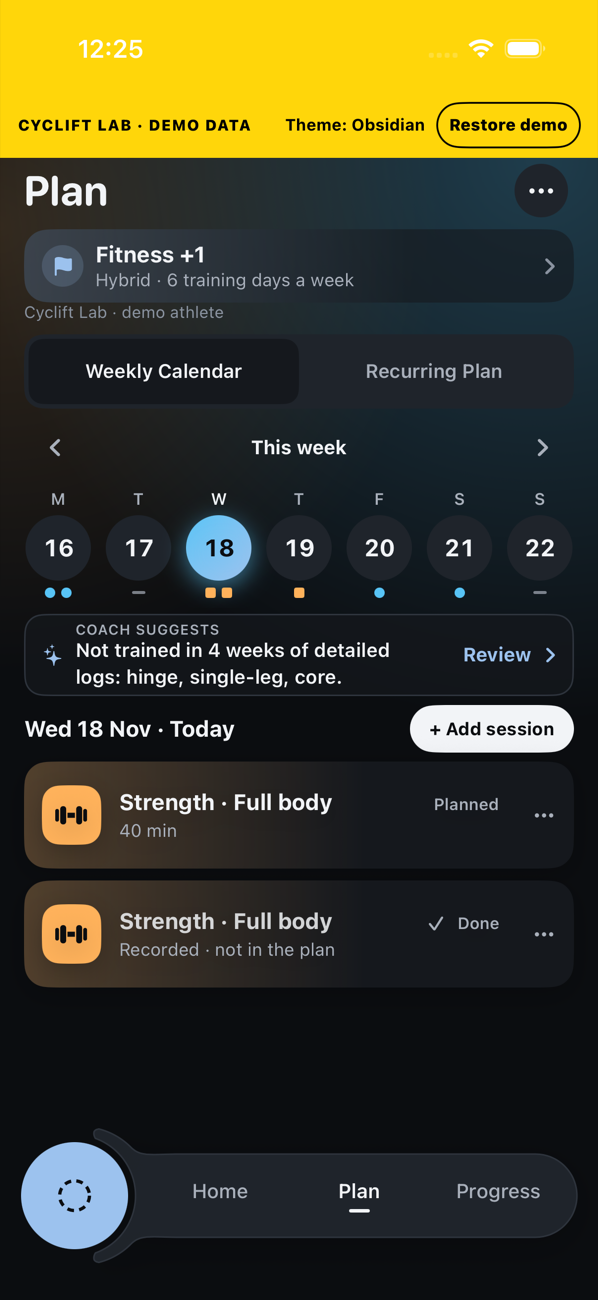 12:25
CYCLIFT LAB · DEMO DATA
Theme: Obsidian
Restore demo
Plan
Fitness +1
Hybrid · 6 training days a week
Cyclift Lab · demo athlete
Weekly Calendar
Recurring Plan
This week
M T W T F S S
16 17 18 19 20 21 22
COACH SUGGESTS
Not trained in 4 weeks of detailed
logs: hinge, single-leg, core.
Review
Wed 18 Nov · Today
+ Add session
Strength · Full body
Planned
40 min
Strength · Full body
Done
Recorded · not in the plan
Home
Plan
Progress